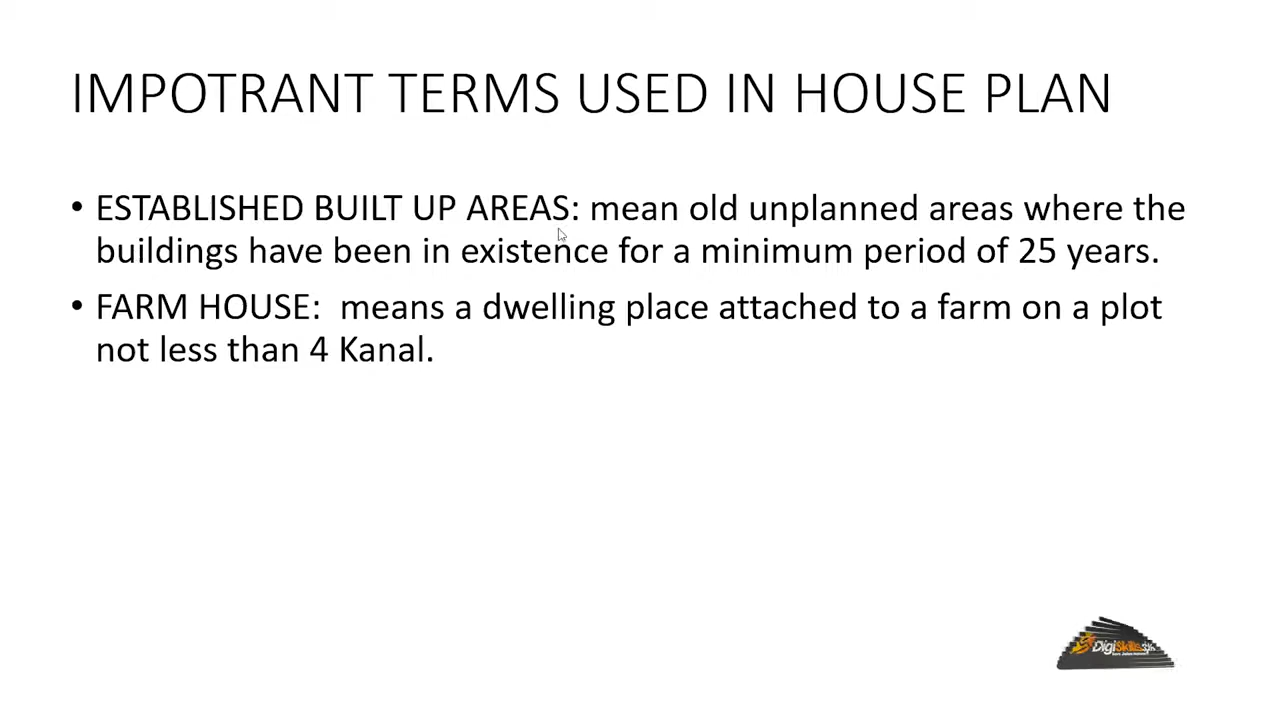 IMPOTRANT TERMS USED IN HOUSE PLAN
• ESTABLISHED BUILT UP AREAS: mean old unplanned areas where the
buildings have been in existence for a minimum period of 25 years.
• FARM HOUSE:  means a dwelling place attached to a farm on a plot
not less than 4 Kanal.
DigiSkills